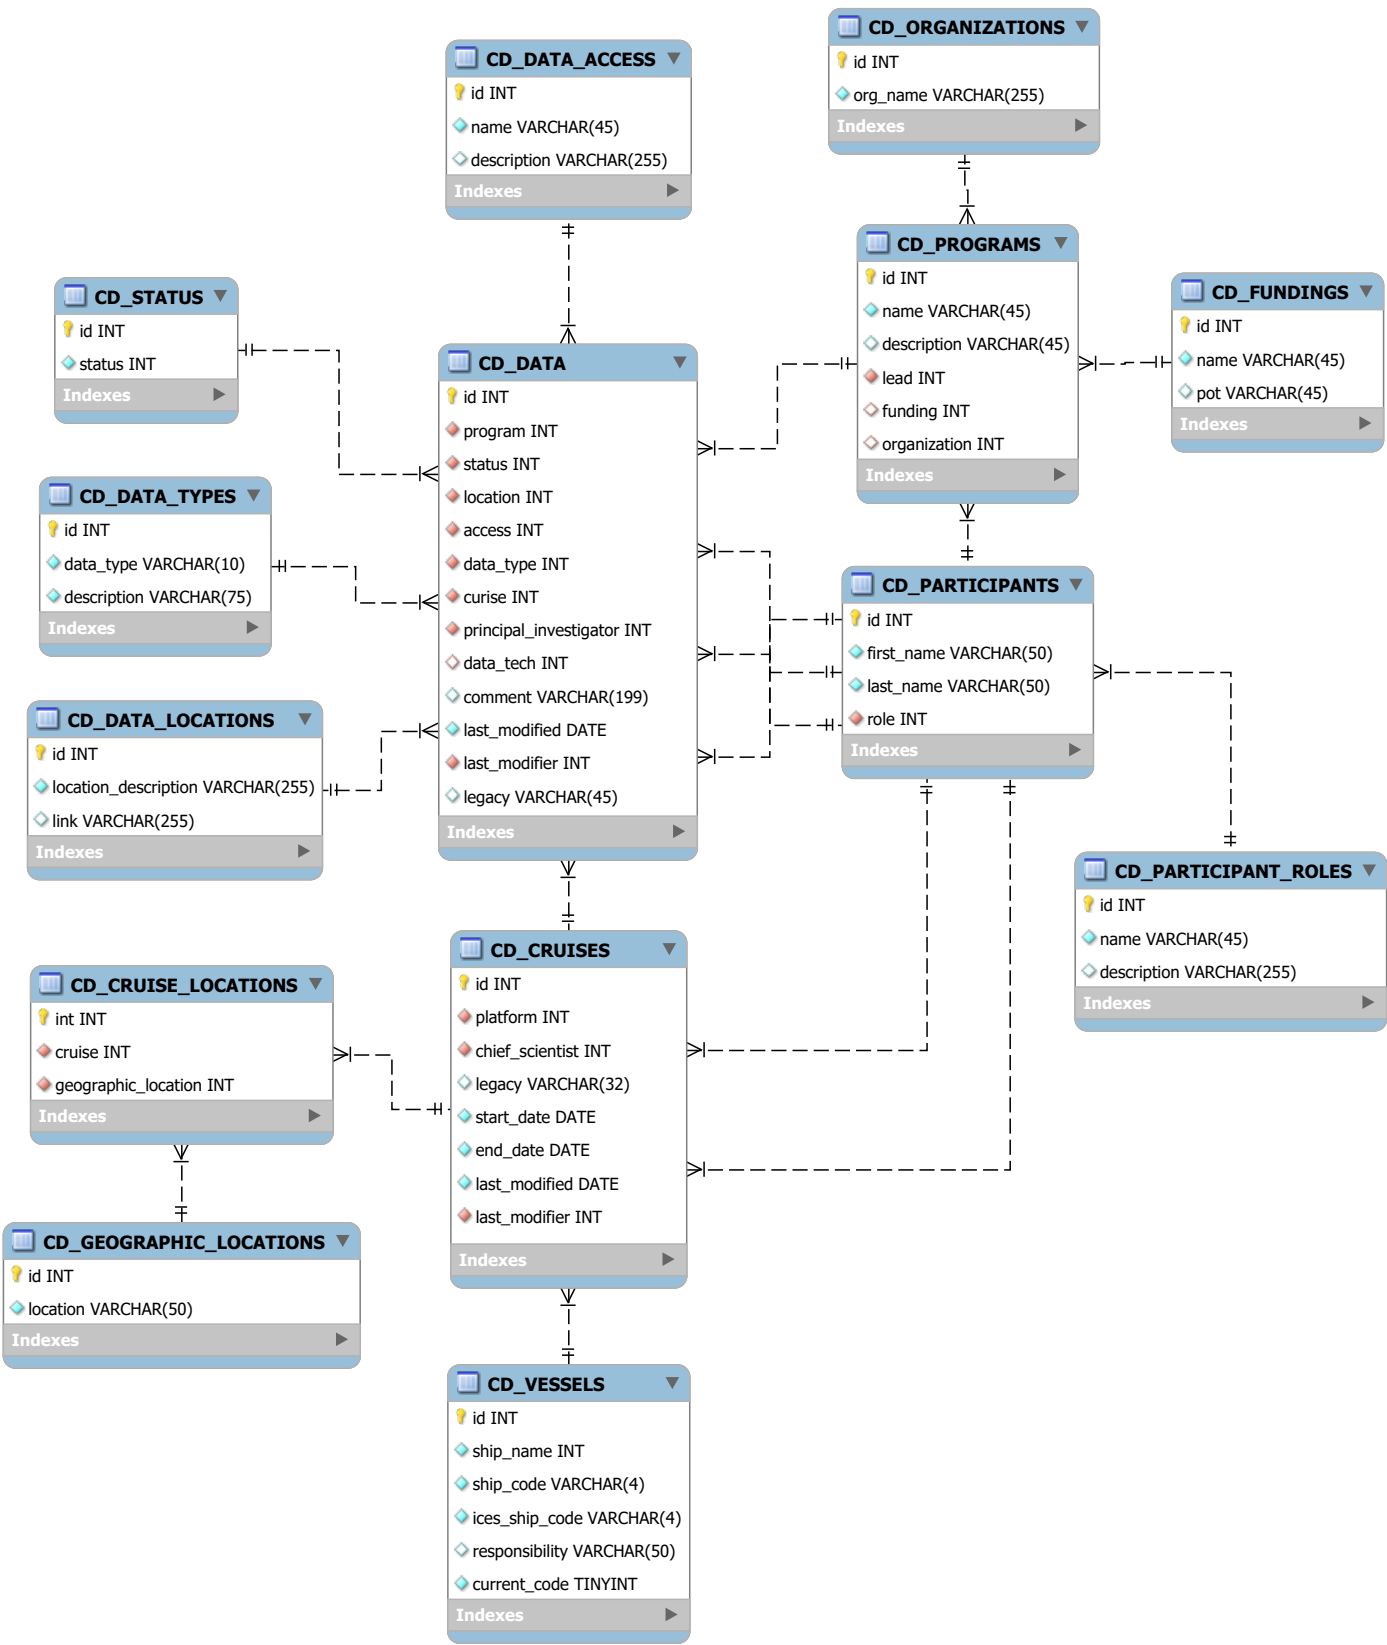 CD_ORGANIZATIONS
id INT
org_name VARCHAR(255)
Indexes
CD_DATA_ACCESS
id INT
name VARCHAR(45)
description VARCHAR(255)
Indexes
CD_PROGRAMS
id INT
name VARCHAR(45)
description VARCHAR(45)
lead INT
funding INT
organization INT
Indexes
CD_FUNDINGS
id INT
name VARCHAR(45)
pot VARCHAR(45)
Indexes
CD_STATUS
id INT
status INT
Indexes
CD_DATA
id INT
program INT
status INT
location INT
access INT
data_type INT
curise INT
principal_investigator INT
data_tech INT
comment VARCHAR(199)
last_modified DATE
last_modifier INT
legacy VARCHAR(45)
Indexes
CD_DATA_TYPES
id INT
data_type VARCHAR(10)
description VARCHAR(75)
Indexes
CD_PARTICIPANTS
id INT
first_name VARCHAR(50)
last_name VARCHAR(50)
role INT
Indexes
CD_DATA_LOCATIONS
id INT
location_description VARCHAR(255)
link VARCHAR(255)
Indexes
CD_PARTICIPANT_ROLES
id INT
name VARCHAR(45)
description VARCHAR(255)
Indexes
CD_CRUISES
id INT
platform INT
chief_scientist INT
legacy VARCHAR(32)
start_date DATE
end_date DATE
last_modified DATE
last_modifier INT
Indexes
CD_CRUISE_LOCATIONS
int INT
cruise INT
geographic_location INT
Indexes
CD_GEOGRAPHIC_LOCATIONS
id INT
location VARCHAR(50)
Indexes
CD_VESSELS
id INT
ship_name INT
ship_code VARCHAR(4)
ices_ship_code VARCHAR(4)
responsibility VARCHAR(50)
current_code TINYINT
Indexes